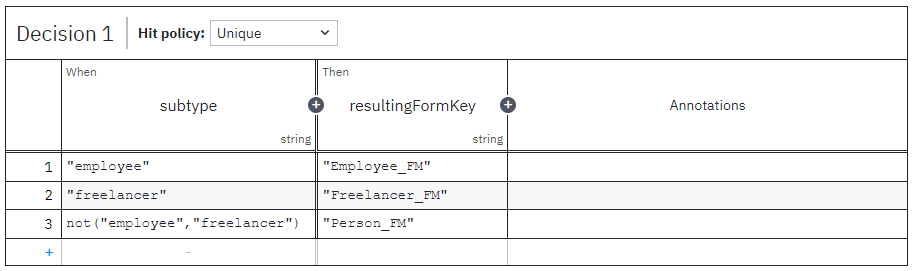 Decision 1 Hit policy: Unique
When Then
subtype resultingFormKey Annotations
string string
1 "employee" "Employee_FM"
2 "freelancer" "Freelancer_FM"
3 not("employee","freelancer") "Person_FM"
+ -